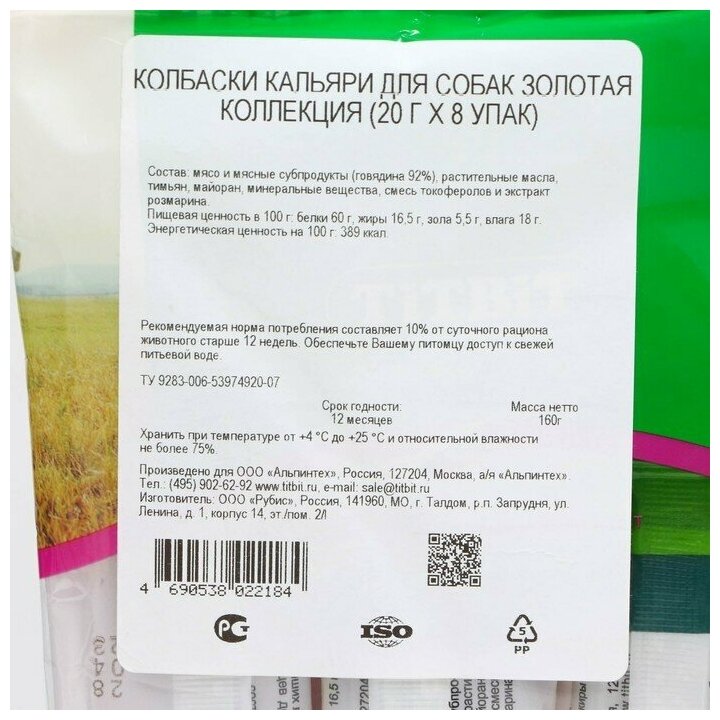 КОЛБАСКИ КАЛЬЯРИ ДЛЯ СОБАК ЗОЛОТАЯ
КОЛЛЕКЦИЯ (20 Г Х 8 УПАК)
Состав: мясо и мясные субпродукты (говядина 92%), растительные масла,
тимьян, майоран, минеральные вещества, смесь токоферолов и экстракт
розмарина.
Пищевая ценность в 100 г: белки 60 г, жиры 16,5 г, зола 5,5 г, влага 18 г.
Энергетическая ценность на 100 г: 389 ккал.
Рекомендуемая норма потребления составляет 10% от суточного рациона
животного старше 12 недель. Обеспечьте Вашему питомцу доступ к свежей
питьевой воде.
ТУ 9283-006-53974920-07
Срок годности: Масса нетто
12 месяцев 160г
Хранить при температуре от +4 °С до +25 °С и относительной влажности
не более 75%.
Произведено для ООО «Альпинтех», Россия, 127204, Москва, а/я «Альпинтех».
Тел.: (495) 902-62-92 www.titbit.ru, e-mail: sale@titbit.ru
Изготовитель: ООО «Рубис», Россия, 141960, МО, г. Талдом, р.п. Запрудня, ул.
Ленина, д. 1, корпус 14, эт./пом. 2/I
4 690538 022184
РСТ ISO 5
PP